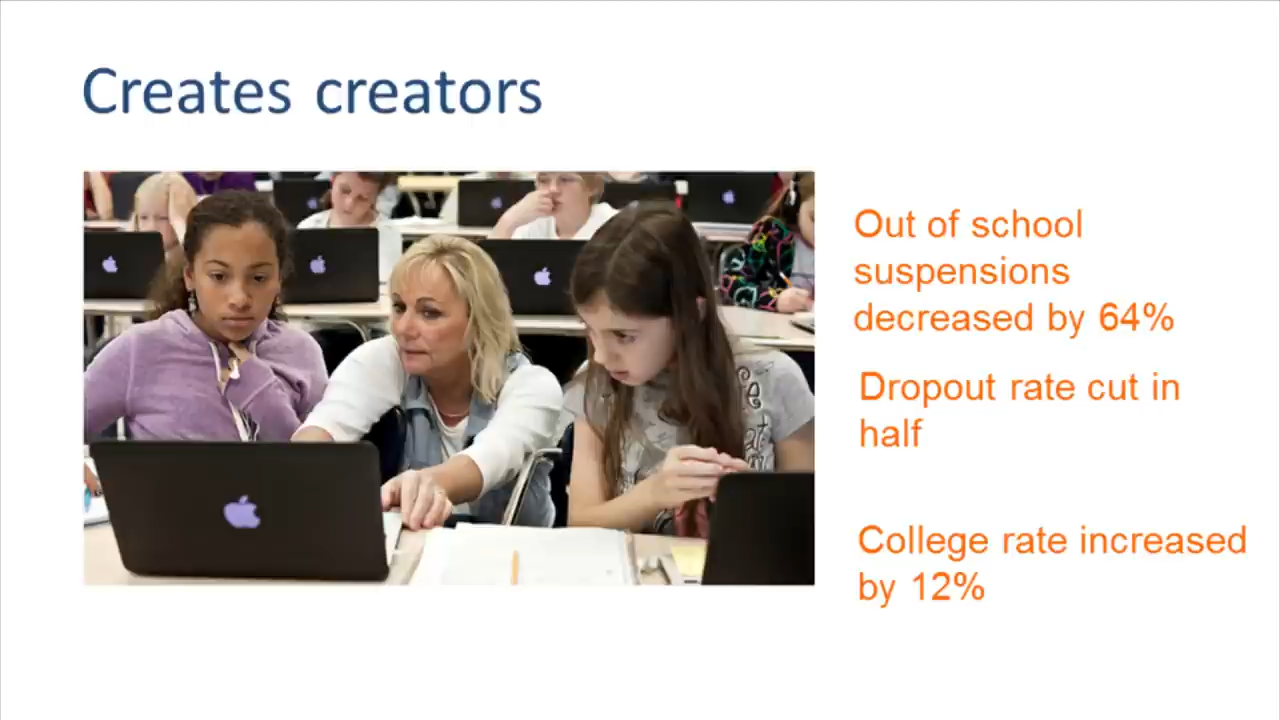 Creates creators
Out of school
suspensions
decreased by 64%
Dropout rate cut in
half
College rate increased
by 12%